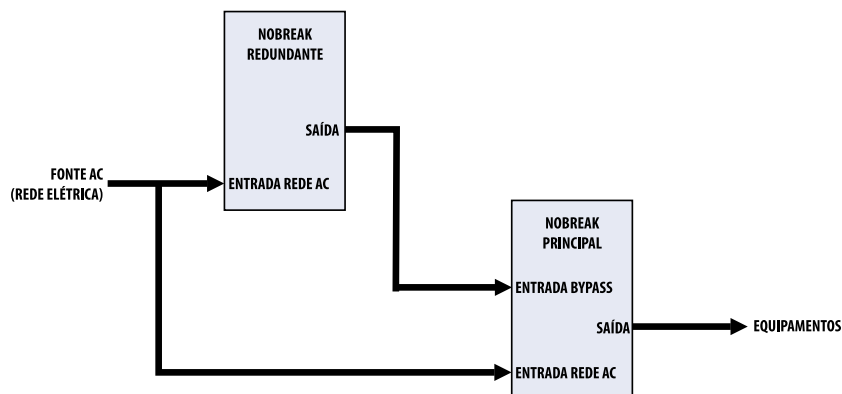 NOBREAK
REDUNDANTE
SAÍDA
FONTE AC
(REDE ELÉTRICA)
ENTRADA REDE AC
NOBREAK
PRINCIPAL
ENTRADA BYPASS
SAÍDA
EQUIPAMENTOS
ENTRADA REDE AC